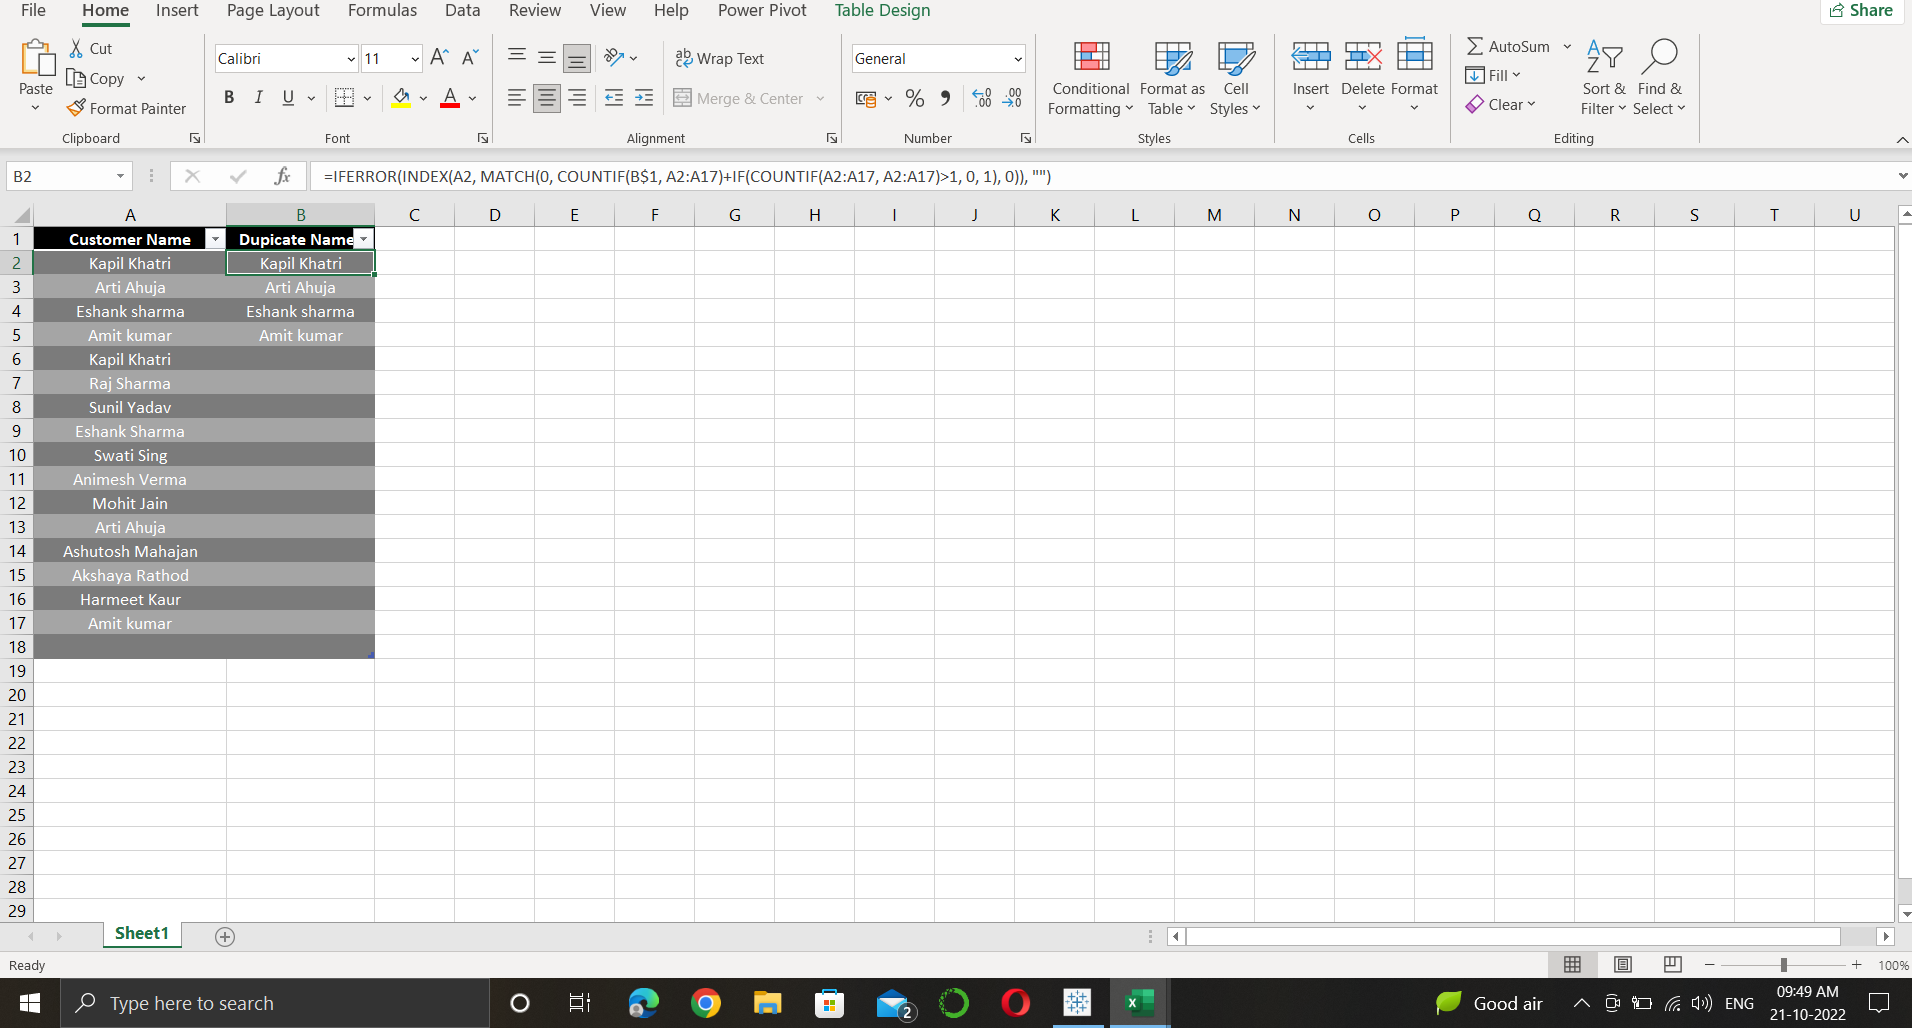 File Home Insert Page Layout Formulas Data Review View Help Power Pivot Table Design Share
Paste
Cut
Copy
Format Painter
Clipboard
Calibri 11
B I U
Font
Wrap Text
Merge & Center
Alignment
General
Number
Conditional Formatting
Format as Table
Cell Styles
Styles
Insert
Delete
Format
Cells
AutoSum
Fill
Clear
Sort & Filter
Find & Select
Editing
B2 fx =IFERROR(INDEX(A2, MATCH(0, COUNTIF(B$1, A2:A17)+IF(COUNTIF(A2:A17, A2:A17)>1, 0, 1), 0)), "")
A B C D E F G H I J K L M N O P Q R S T U
1 Customer Name Dupicate Name
2 Kapil Khatri Kapil Khatri
3 Arti Ahuja Arti Ahuja
4 Eshank sharma Eshank sharma
5 Amit kumar Amit kumar
6 Kapil Khatri
7 Raj Sharma
8 Sunil Yadav
9 Eshank Sharma
10 Swati Sing
11 Animesh Verma
12 Mohit Jain
13 Arti Ahuja
14 Ashutosh Mahajan
15 Akshaya Rathod
16 Harmeet Kaur
17 Amit kumar
18
19
20
21
22
23
24
25
26
27
28
29
Sheet1
Ready 100%
Type here to search 2 Good air ENG 09:49 AM
21-10-2022